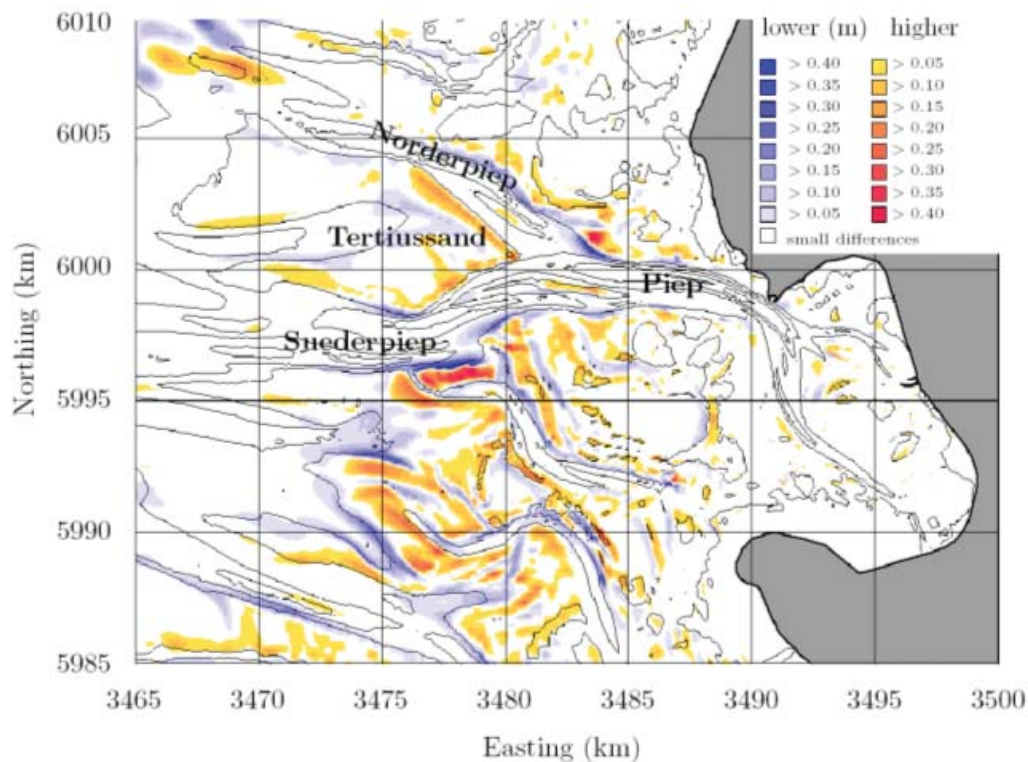 6010
6005
6000
5995
5990
5985
Northing (km)
lower (m) higher
> 0.40 > 0.05
> 0.35 > 0.10
> 0.30 > 0.15
> 0.25 > 0.20
> 0.20 > 0.25
> 0.15 > 0.30
> 0.10 > 0.35
> 0.05 > 0.40
small differences
Norderpiep
Tertiussand
Piep
Suederpiep
3465 3470 3475 3480 3485 3490 3495 3500
Easting (km)